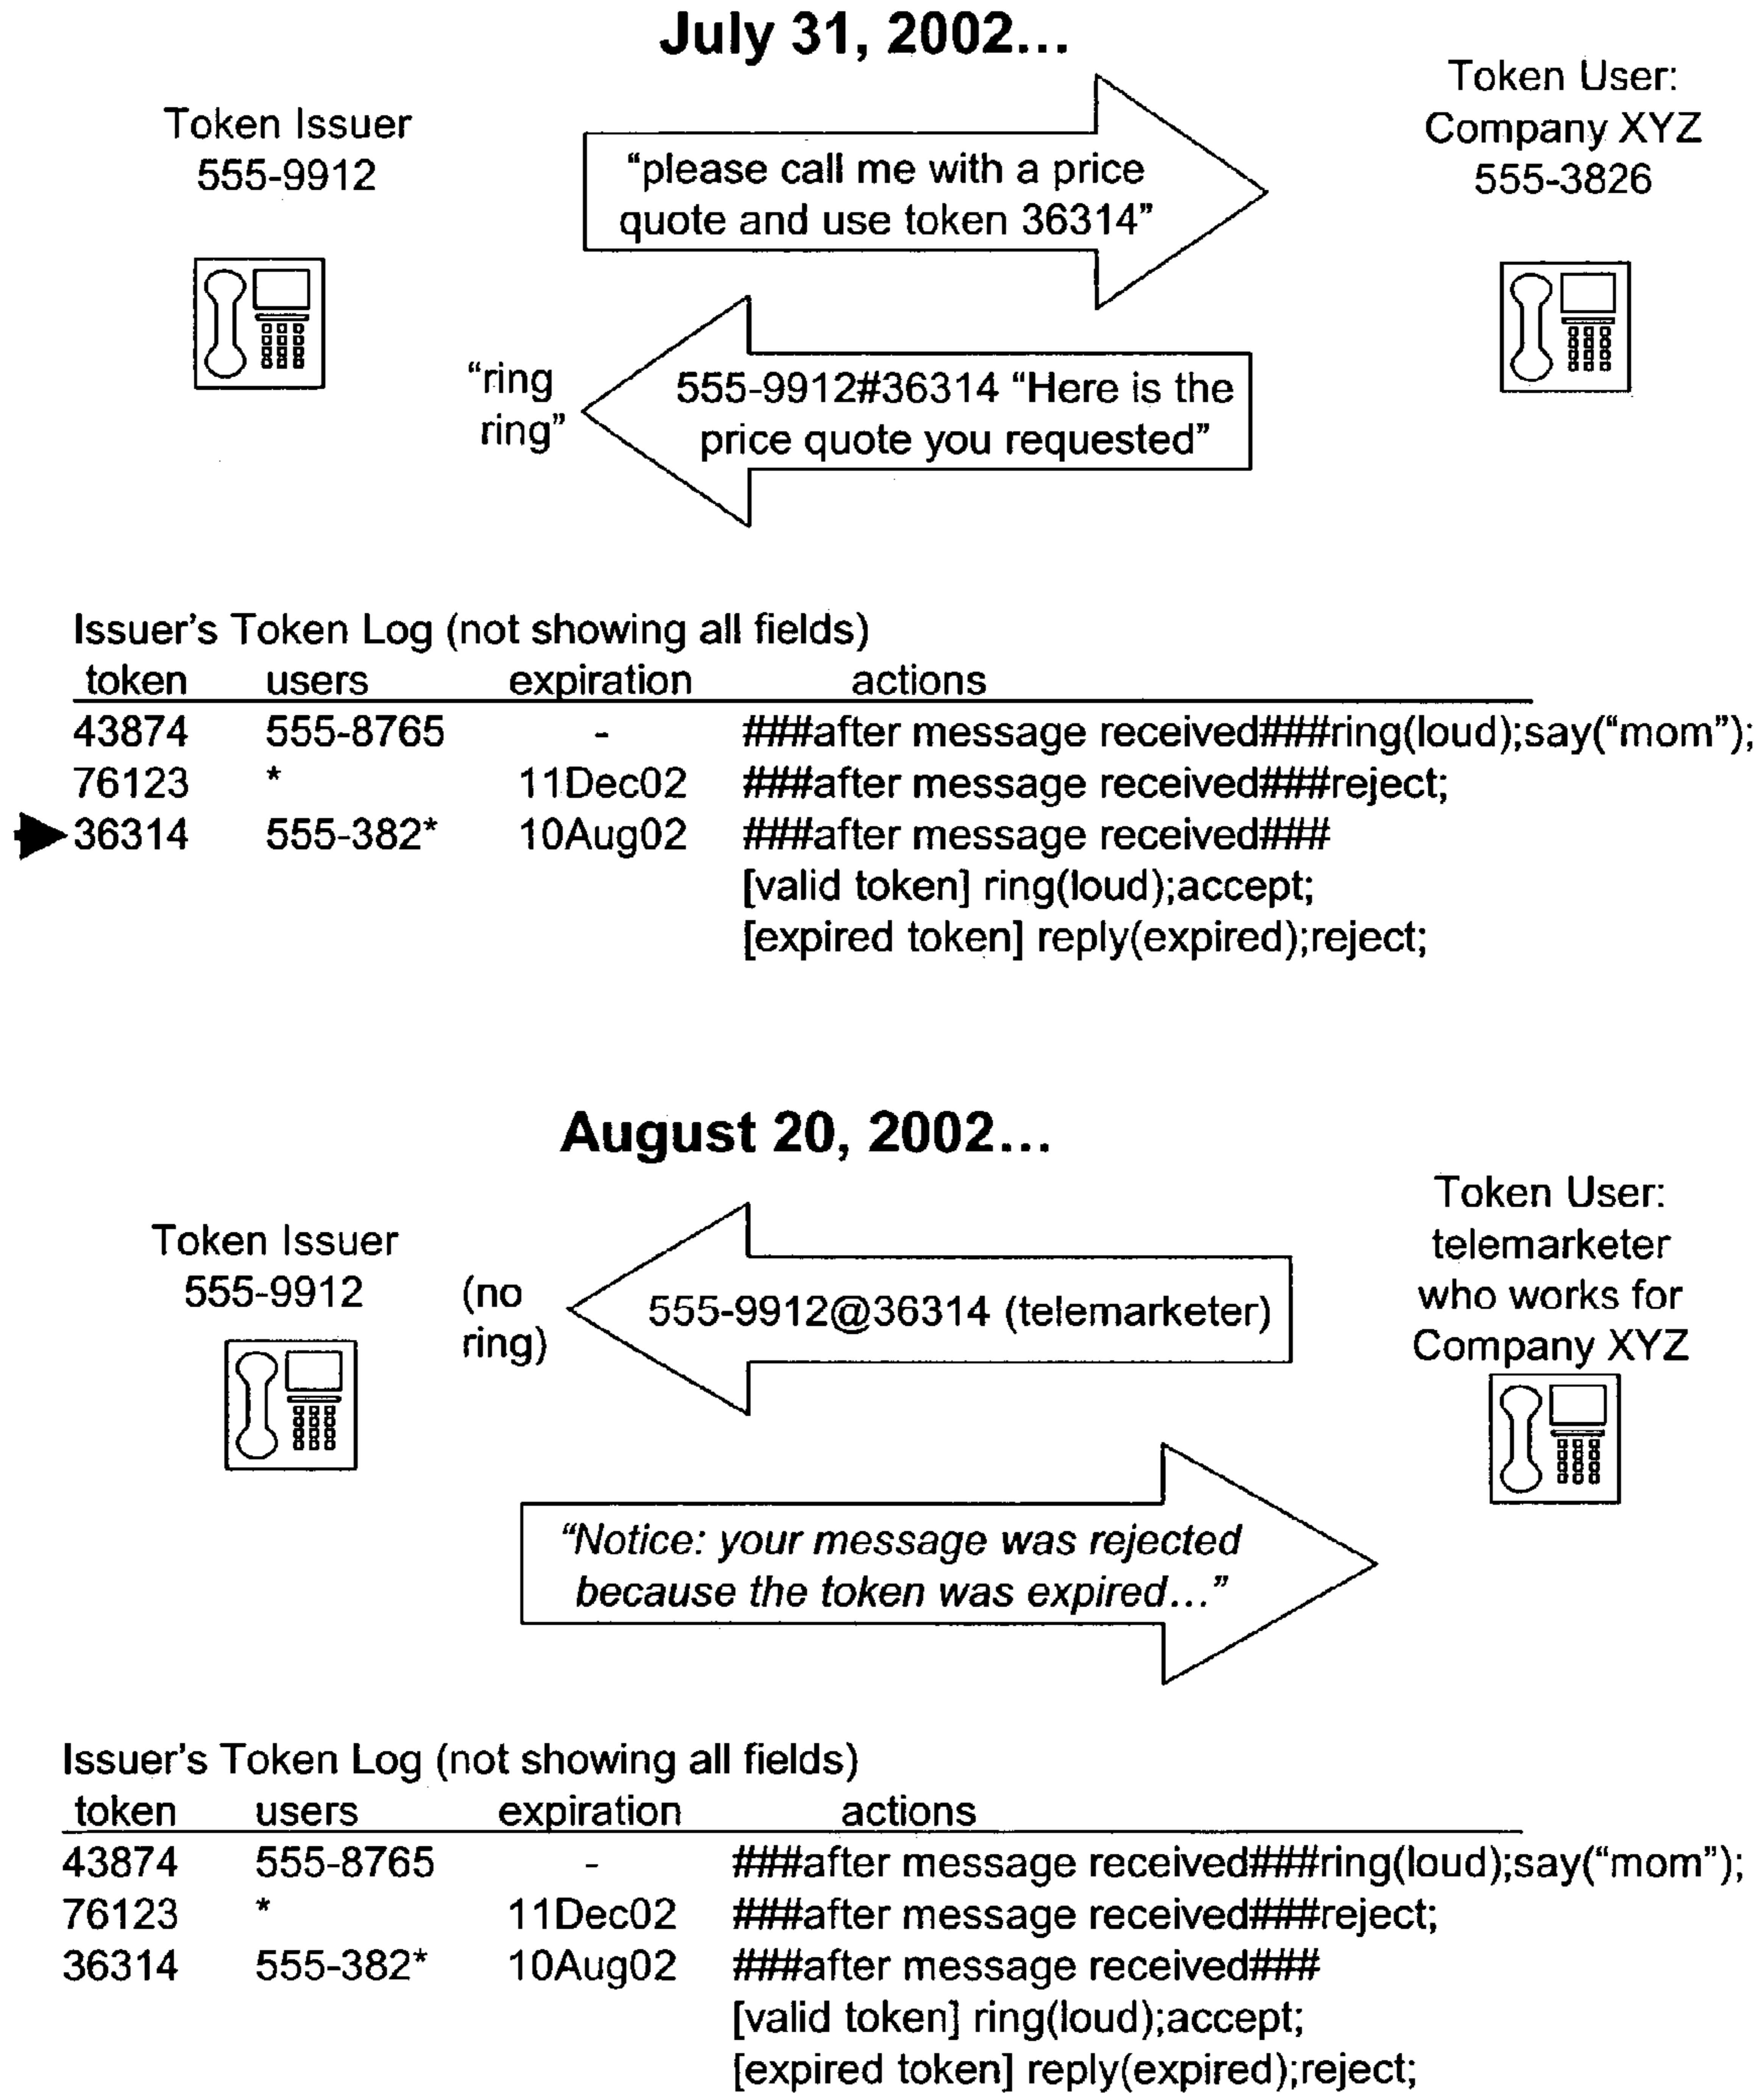 July 31, 2002...
Token Issuer
555-9912
“please call me with a price
quote and use token 36314”
Token User:
Company XYZ
555-3826
“ring
ring”
555-9912#36314 “Here is the
price quote you requested”
Issuer’s Token Log (not showing all fields)
token users expiration actions
43874 555-8765 - ###after message received###ring(loud);say(“mom”);
76123 * 11Dec02 ###after message received###reject;
36314 555-382* 10Aug02 ###after message received###
[valid token] ring(loud);accept;
[expired token] reply(expired);reject;
August 20, 2002...
Token Issuer
555-9912
(no
ring)
555-9912@36314 (telemarketer)
Token User:
telemarketer
who works for
Company XYZ
“Notice: your message was rejected
because the token was expired...”
Issuer’s Token Log (not showing all fields)
token users expiration actions
43874 555-8765 - ###after message received###ring(loud);say(“mom”);
76123 * 11Dec02 ###after message received###reject;
36314 555-382* 10Aug02 ###after message received###
[valid token] ring(loud);accept;
[expired token] reply(expired);reject;